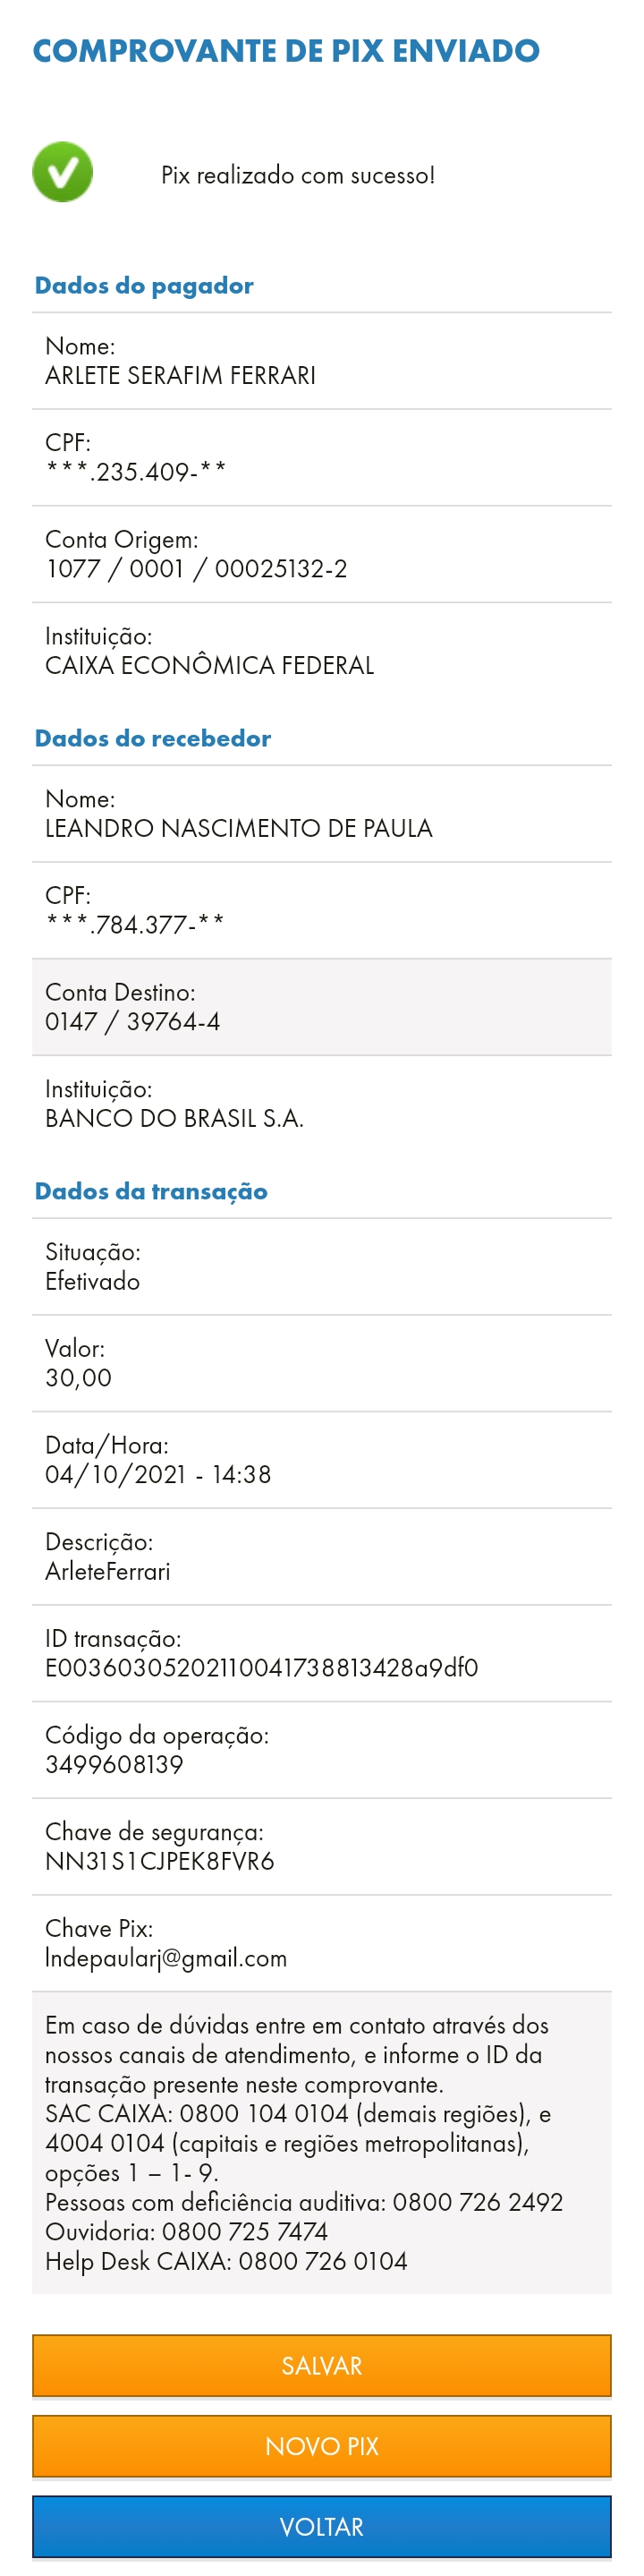 COMPROVANTE DE PIX ENVIADO
Pix realizado com sucesso!
Dados do pagador
Nome:
ARLETE SERAFIM FERRARI
CPF:
***.235.409-**
Conta Origem:
1077 / 0001 / 00025132-2
Instituição:
CAIXA ECONÔMICA FEDERAL
Dados do recebedor
Nome:
LEANDRO NASCIMENTO DE PAULA
CPF:
***.784.377-**
Conta Destino:
0147 / 39764-4
Instituição:
BANCO DO BRASIL S.A.
Dados da transação
Situação:
Efetivado
Valor:
30,00
Data/Hora:
04/10/2021 - 14:38
Descrição:
ArleteFerrari
ID transação:
E00360305202110041738813428a9df0
Código da operação:
3499608139
Chave de segurança:
NN31S1CJPEK8FVR6
Chave Pix:
lndepaularj@gmail.com
Em caso de dúvidas entre em contato através dos
nossos canais de atendimento, e informe o ID da
transação presente neste comprovante.
SAC CAIXA: 0800 104 0104 (demais regiões), e
4004 0104 (capitais e regiões metropolitanas),
opções 1 – 1- 9.
Pessoas com deficiência auditiva: 0800 726 2492
Ouvidoria: 0800 725 7474
Help Desk CAIXA: 0800 726 0104
SALVAR
NOVO PIX
VOLTAR